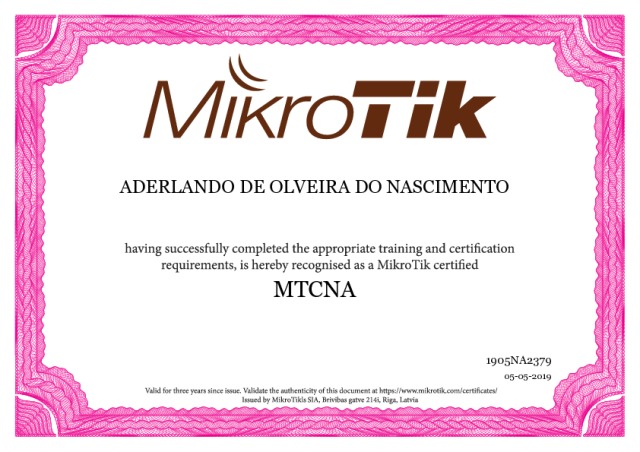 MikroTik
ADERLANDO DE OLVEIRA DO NASCIMENTO
having successfully completed the appropriate training and certification
requirements, is hereby recognised as a MikroTik certified
MTCNA
1905NA2379
05-05-2019
Valid for three years since issue. Validate the authenticity of this document at https://www.mikrotik.com/certificates/
Issued by MikroTikls SIA, Brivibas gatve 214i, Riga, Latvia